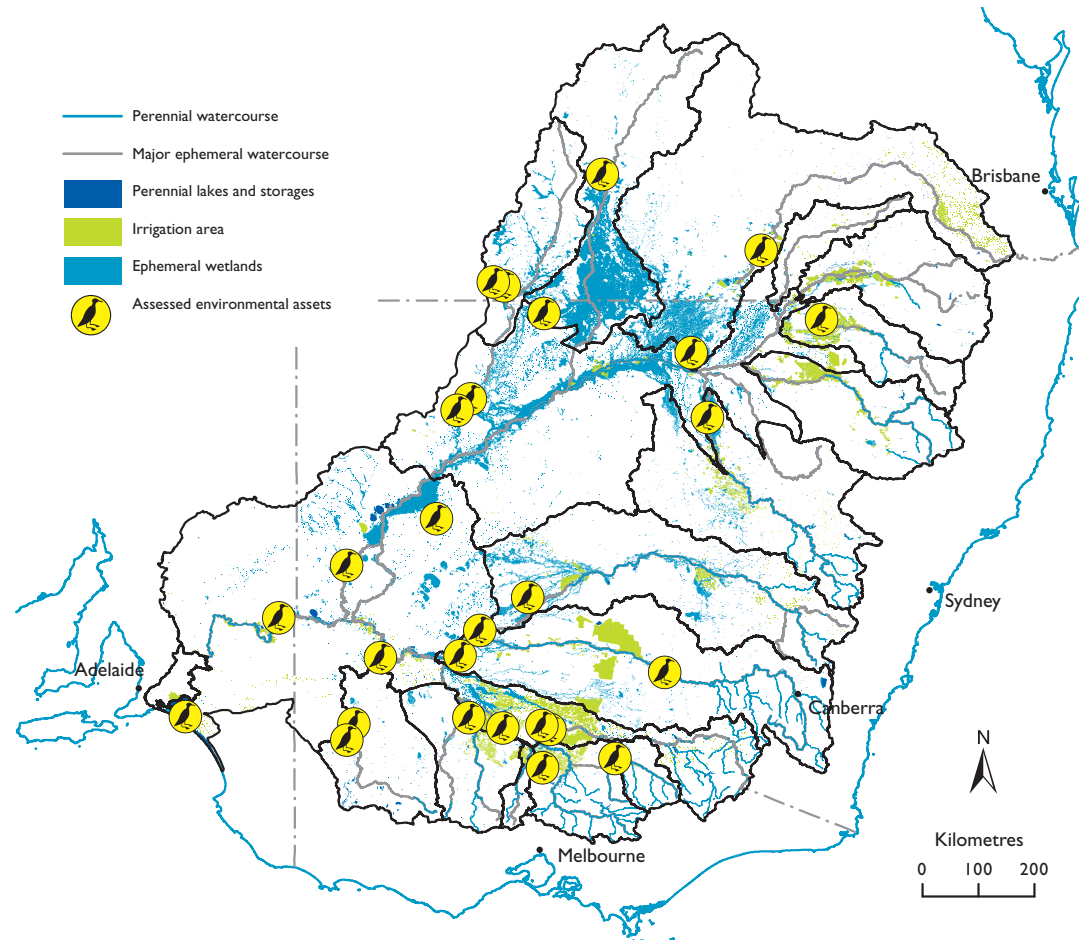 Perennial watercourse
Major ephemeral watercourse
Perennial lakes and storages
Irrigation area
Ephemeral wetlands
Assessed environmental assets
Brisbane
Sydney
Adelaide
Canberra
Melbourne
N
Kilometres
0 100 200